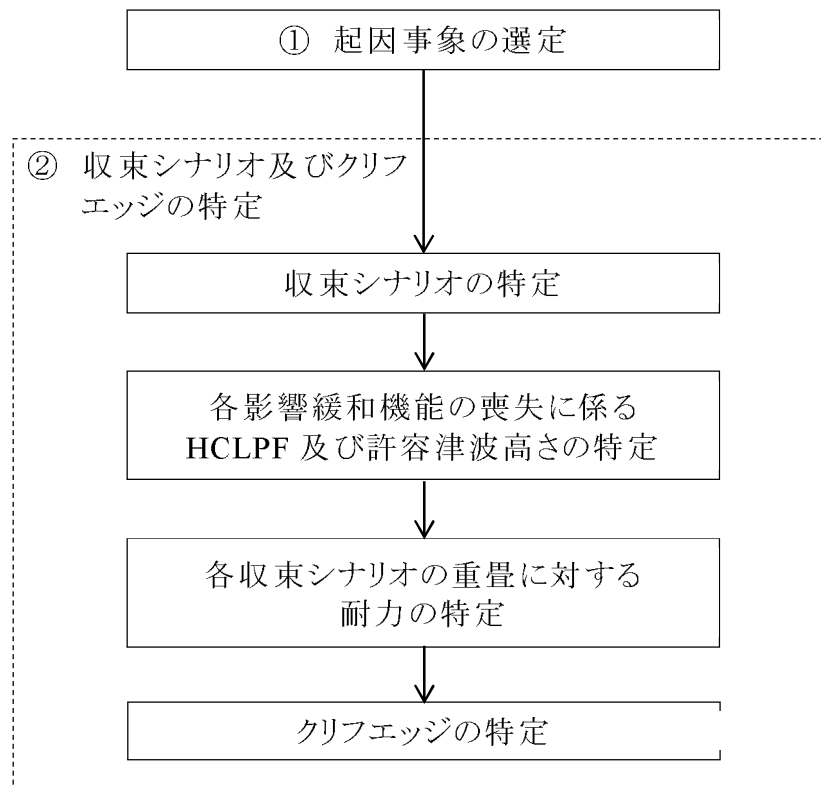 ① 起因事象の選定
② 収束シナリオ及びクリフ
エッジの特定
収束シナリオの特定
各影響緩和機能の喪失に係る
HCLPF 及び許容津波高さの特定
各収束シナリオの重畳に対する
耐力の特定
クリフエッジの特定